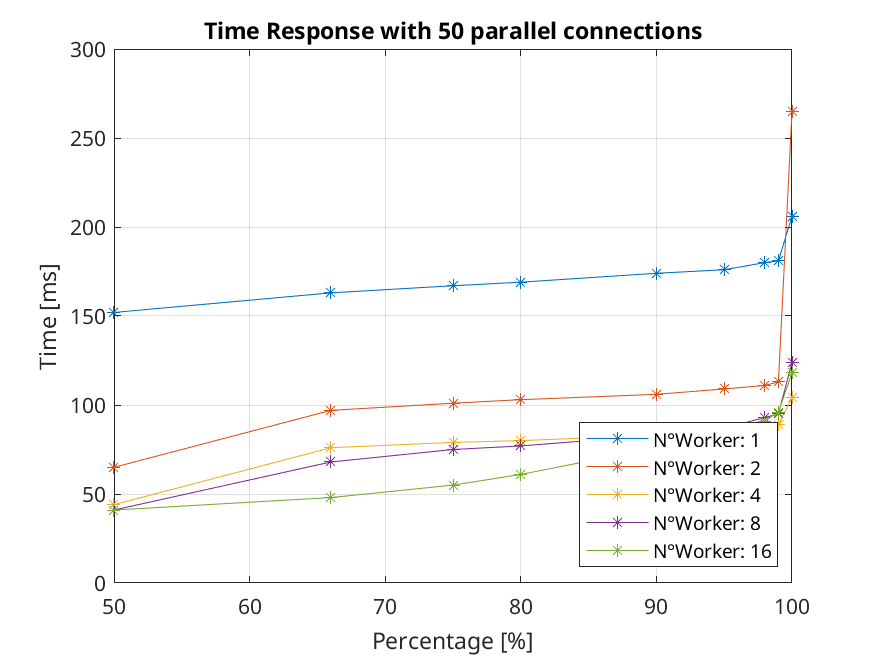 Time Response with 50 parallel connections
300
250
200
150
100
50
0
Time [ms]
50 60 70 80 90 100
Percentage [%]
N°Worker: 1
N°Worker: 2
N°Worker: 4
N°Worker: 8
N°Worker: 16